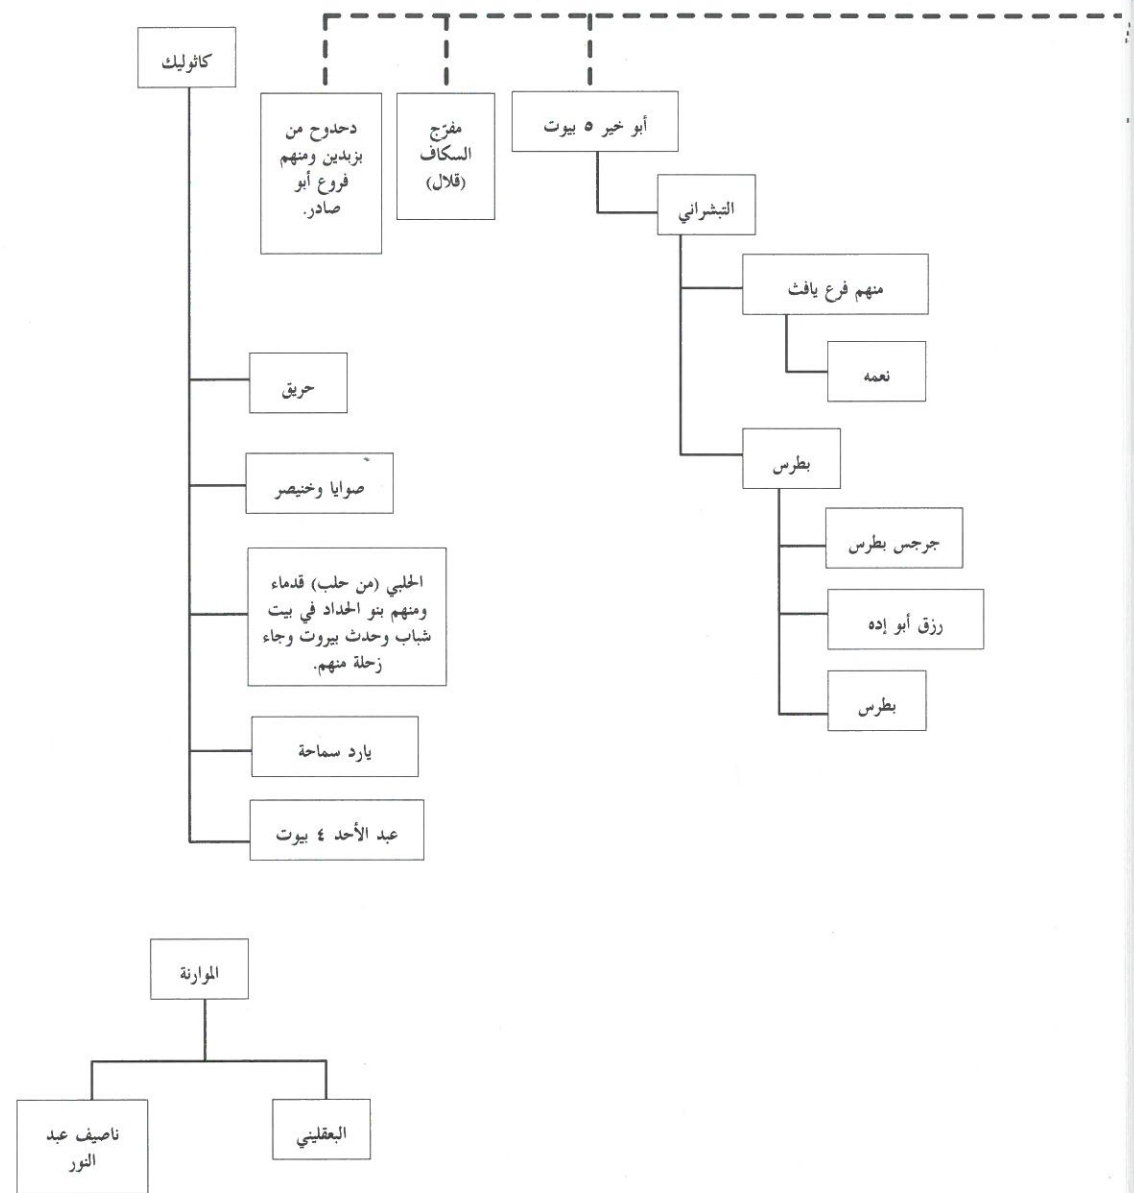 أبو خير ٥ بيوت
مفرّج
السكاف
(قلال)
دحدوح من
بزبدين ومنهم
فروع أبو
صادر.
التبشراني
منهم فرع يافث
نعمه
بطرس
جرجس بطرس
رزق أبو إده
بطرس
كاثوليك
حريق
صوايا وخنيصر
الحلبي (من حلب) قدماء
ومنهم بنو الحداد في بيت
شباب وحدث بيروت وجاء
زحلة منهم.
يارد سماحة
عبد الأحد ٤ بيوت
الموارنة
البعقليني
ناصيف عبد
النور